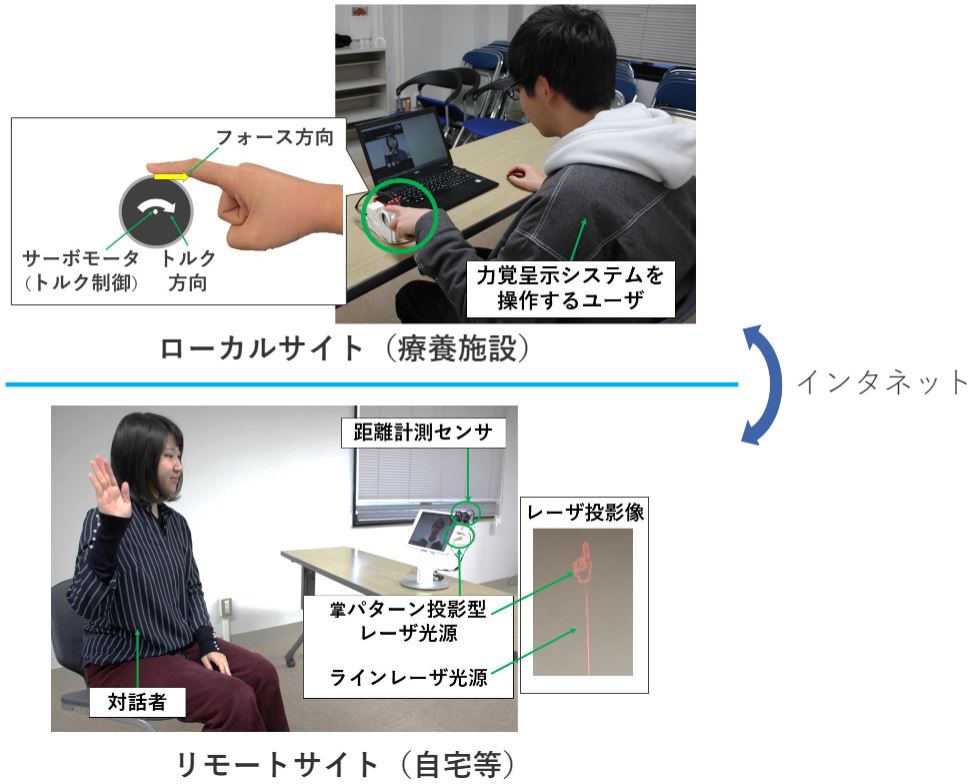 フォース方向
サーボモータ
(トルク制御)
トルク
方向
力覚呈示システムを
操作するユーザ
ローカルサイト（療養施設）
インタネット
距離計測センサ
レーザ投影像
掌パターン投影型
レーザ光源
ラインレーザ光源
対話者
リモートサイト（自宅等）